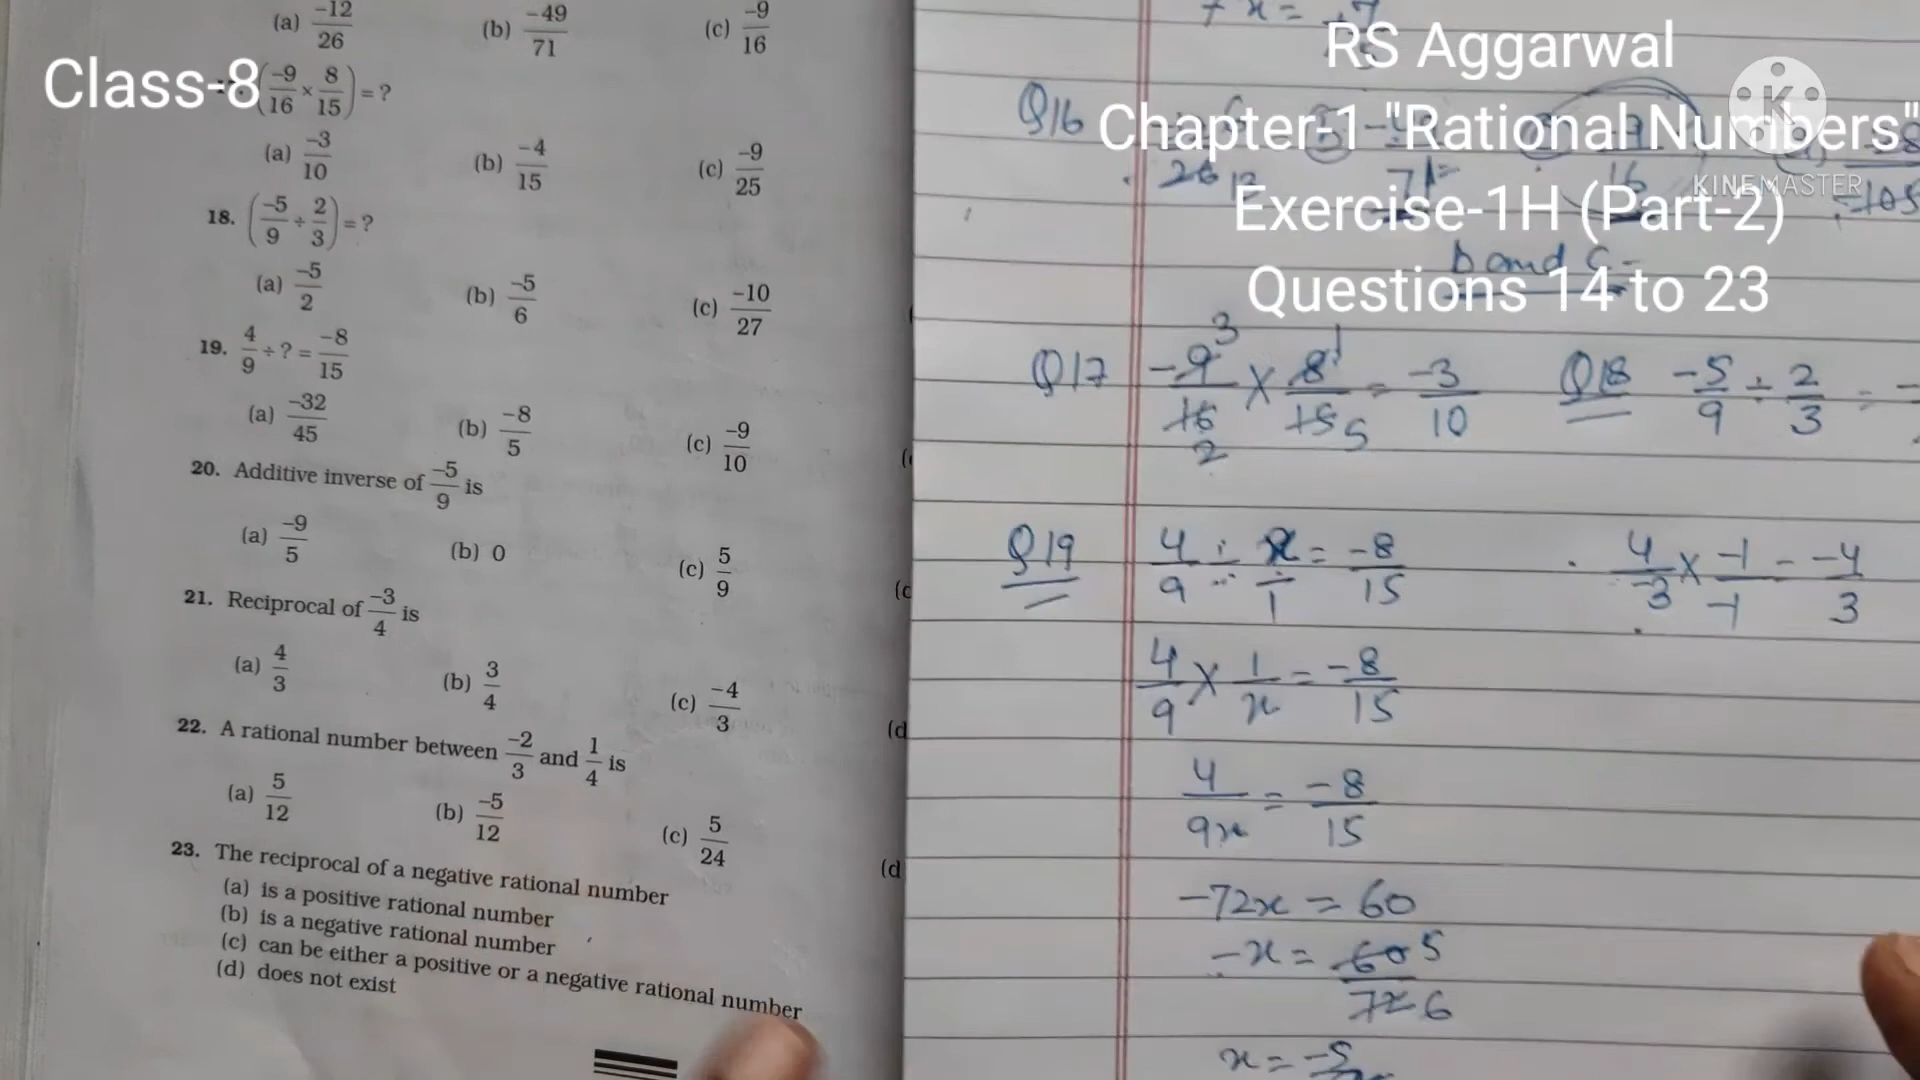 Class-8
RS Aggarwal
Chapter-1 "Rational Numbers"
Exercise-1H (Part-2)
Questions 14 to 23
KINEMASTER
(a) -12/26 (b) -49/71 (c) -9/16
(-9/16 × 8/15) = ?
(a) -3/10 (b) -4/15 (c) -9/25
18. (-5/9 ÷ 2/3) = ?
(a) -5/2 (b) -5/6 (c) -10/27
19. 4/9 ÷ ? = -8/15
(a) -32/45 (b) -8/5 (c) -9/10
20. Additive inverse of -5/9 is
(a) -9/5 (b) 0 (c) 5/9
21. Reciprocal of -3/4 is
(a) 4/3 (b) 3/4 (c) -4/3 (d
22. A rational number between -2/3 and 1/4 is
(a) 5/12 (b) -5/12 (c) 5/24 (d
23. The reciprocal of a negative rational number
(a) is a positive rational number
(b) is a negative rational number
(c) can be either a positive or a negative rational number
(d) does not exist
Q16
b and c
Q17 -9/16 × 8/15 = -3/10 Q18 -5/9 ÷ 2/3 =
Q19 4/9 ÷ x/1 = -8/15 4/-3 × -1/-1 = -4/3
4/9 × 1/x = -8/15
4/9x = -8/15
-72x = 60
-x = 60/72 5/6
x = -5